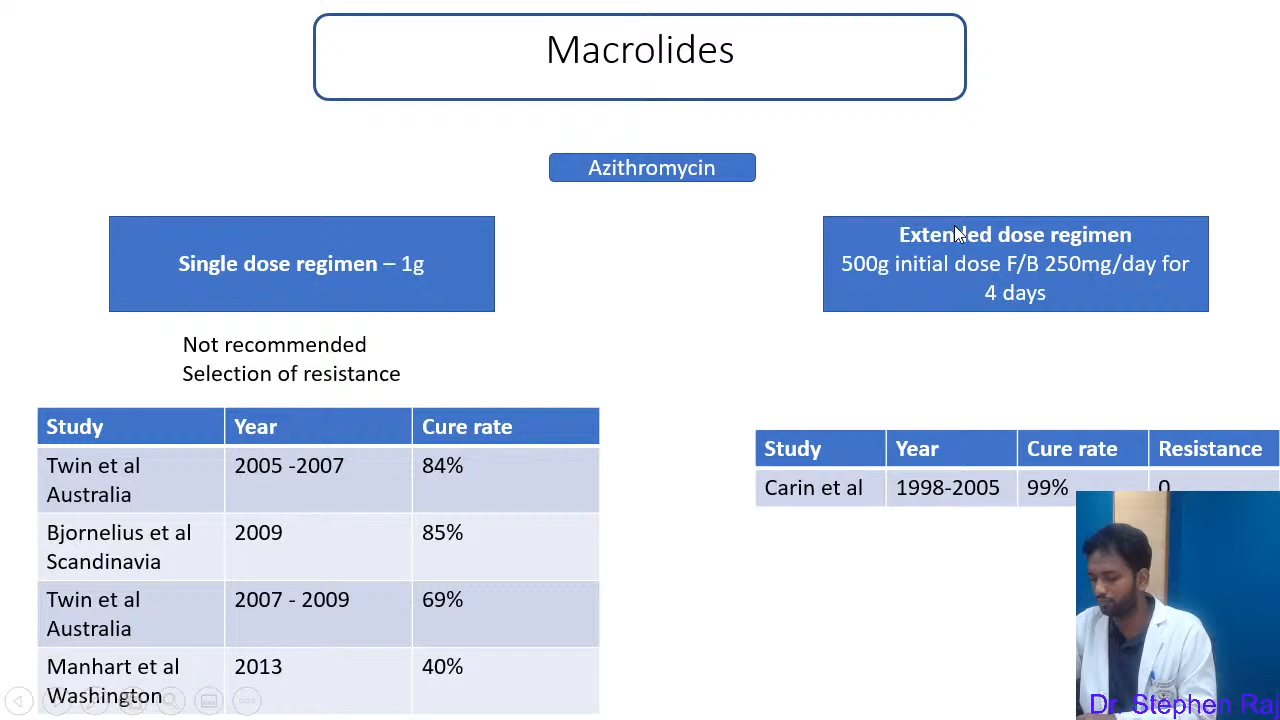 Macrolides
Azithromycin
Single dose regimen – 1g
Extended dose regimen
500g initial dose F/B 250mg/day for
4 days
Not recommended
Selection of resistance
Study Year Cure rate
Twin et al 2005 -2007 84%
Australia
Bjornelius et al 2009 85%
Scandinavia
Twin et al 2007 - 2009 69%
Australia
Manhart et al 2013 40%
Washington
Study Year Cure rate Resistance
Carin et al 1998-2005 99% 0
Dr. Stephen Raj